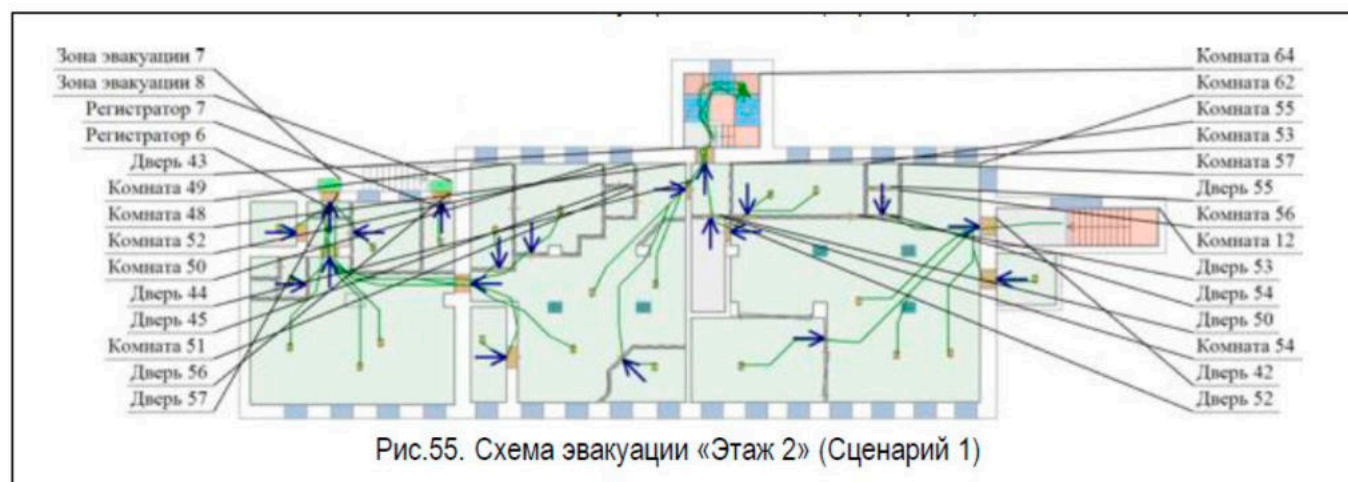 Зона эвакуации 7
Зона эвакуации 8
Регистратор 7
Регистратор 6
Дверь 43
Комната 49
Комната 48
Комната 52
Комната 50
Дверь 44
Дверь 45
Комната 51
Дверь 56
Дверь 57
Комната 64
Комната 62
Комната 55
Комната 53
Комната 57
Дверь 55
Комната 56
Комната 12
Дверь 53
Дверь 54
Дверь 50
Комната 54
Дверь 42
Дверь 52
Рис.55. Схема эвакуации «Этаж 2» (Сценарий 1)